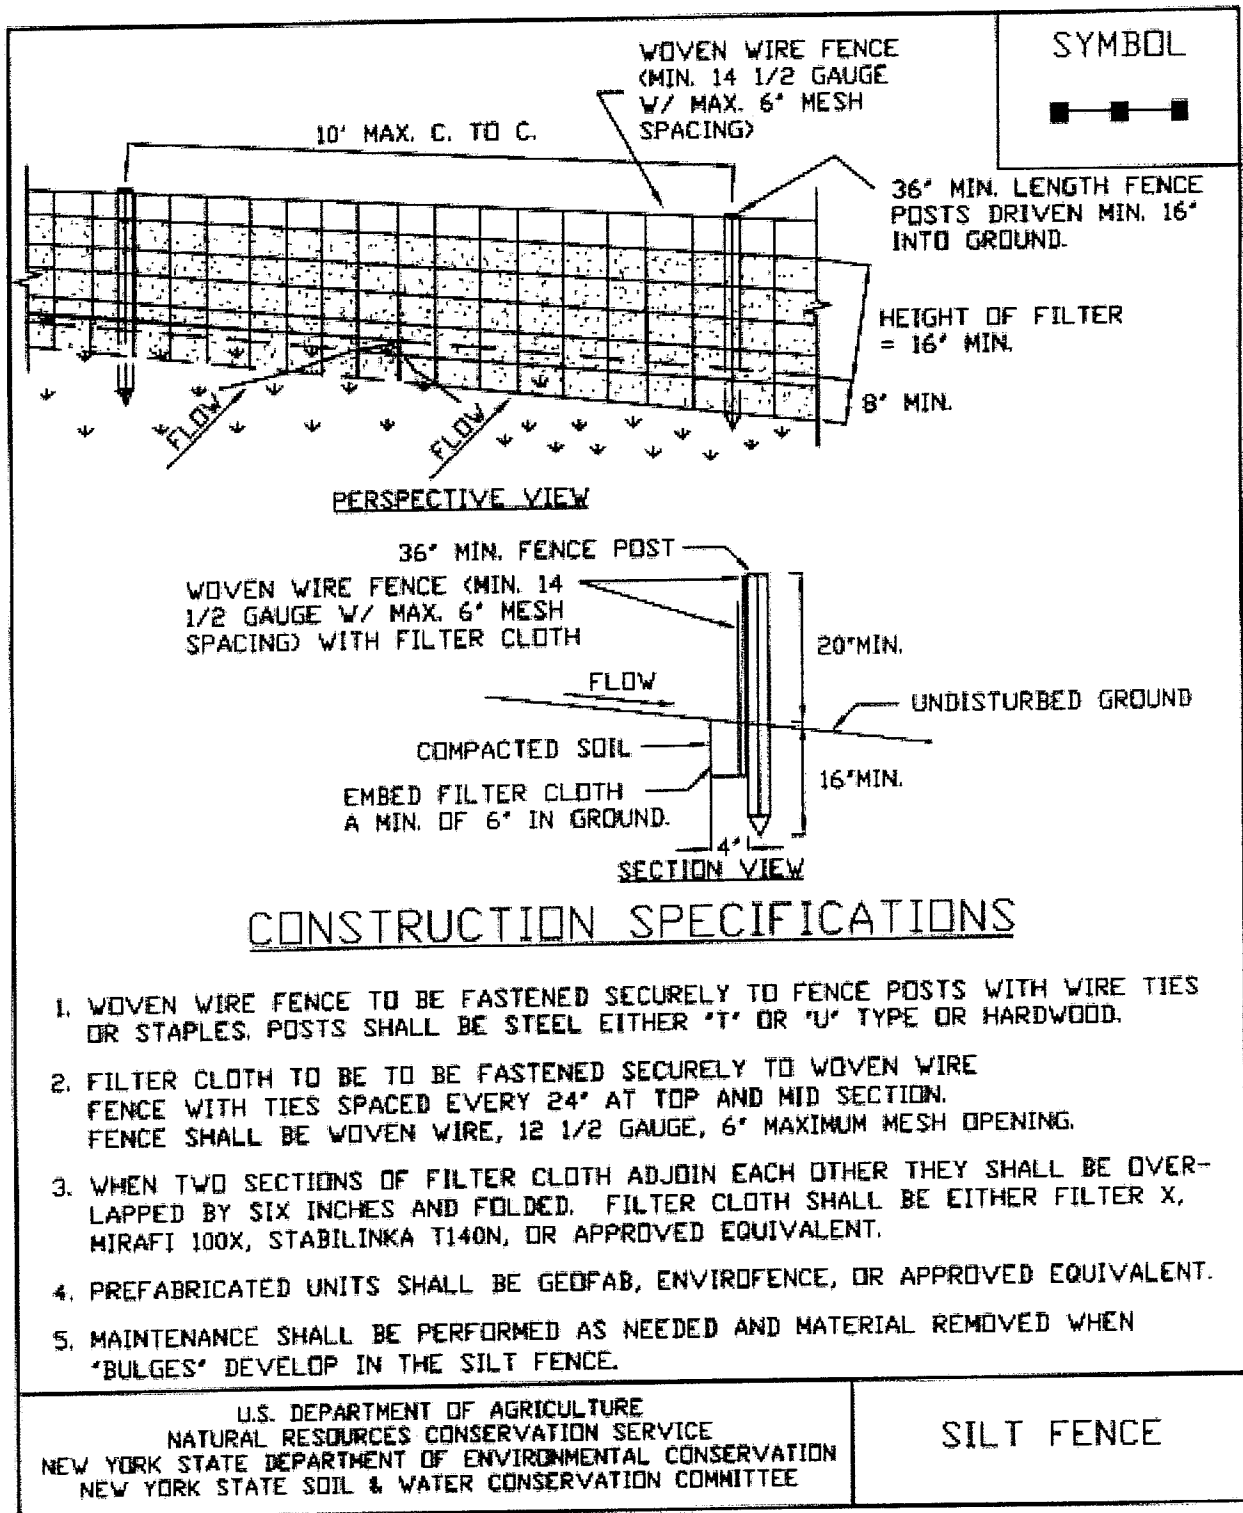 WOVEN WIRE FENCE
(MIN. 14 1/2 GAUGE
W/ MAX. 6" MESH
SPACING)
SYMBOL
10' MAX. C. TO C.
36" MIN. LENGTH FENCE
POSTS DRIVEN MIN. 16"
INTO GROUND.
HEIGHT OF FILTER
= 16" MIN.
8" MIN.
FLOW
FLOW
PERSPECTIVE VIEW
36" MIN. FENCE POST
WOVEN WIRE FENCE (MIN. 14
1/2 GAUGE W/ MAX. 6" MESH
SPACING) WITH FILTER CLOTH
20"MIN.
FLOW
UNDISTURBED GROUND
COMPACTED SOIL
16"MIN.
EMBED FILTER CLOTH
A MIN. OF 6" IN GROUND.
4"
SECTION VIEW
CONSTRUCTION SPECIFICATIONS
1. WOVEN WIRE FENCE TO BE FASTENED SECURELY TO FENCE POSTS WITH WIRE TIES
OR STAPLES. POSTS SHALL BE STEEL EITHER "T" OR "U" TYPE OR HARDWOOD.
2. FILTER CLOTH TO BE TO BE FASTENED SECURELY TO WOVEN WIRE
FENCE WITH TIES SPACED EVERY 24" AT TOP AND MID SECTION.
FENCE SHALL BE WOVEN WIRE, 12 1/2 GAUGE, 6" MAXIMUM MESH OPENING.
3. WHEN TWO SECTIONS OF FILTER CLOTH ADJOIN EACH OTHER THEY SHALL BE OVER-
LAPPED BY SIX INCHES AND FOLDED. FILTER CLOTH SHALL BE EITHER FILTER X,
MIRAFI 100X, STABILINKA T140N, OR APPROVED EQUIVALENT.
4. PREFABRICATED UNITS SHALL BE GEOFAB, ENVIROFENCE, OR APPROVED EQUIVALENT.
5. MAINTENANCE SHALL BE PERFORMED AS NEEDED AND MATERIAL REMOVED WHEN
"BULGES" DEVELOP IN THE SILT FENCE.
U.S. DEPARTMENT OF AGRICULTURE
NATURAL RESOURCES CONSERVATION SERVICE
NEW YORK STATE DEPARTMENT OF ENVIRONMENTAL CONSERVATION
NEW YORK STATE SOIL & WATER CONSERVATION COMMITTEE
SILT FENCE